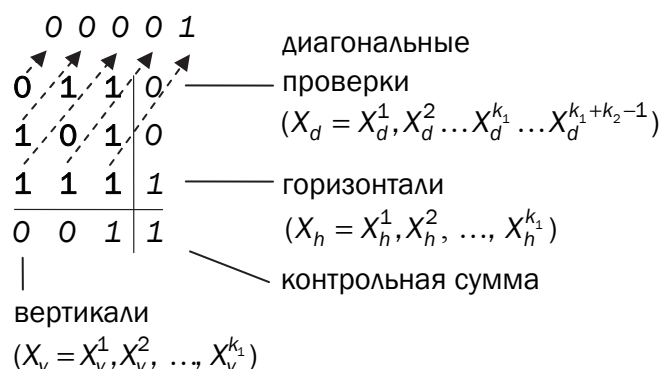 0 0 0 0 1
диагональные
0 1 1 0 проверки
(X_d = X_d^1, X_d^2 … X_d^{k_1} … X_d^{k_1+k_2−1})
1 0 1 0
1 1 1 1 горизонтали
(X_h = X_h^1, X_h^2, …, X_h^{k_1})
0 0 1 1
контрольная сумма
вертикали
(X_v = X_v^1, X_v^2, …, X_v^{k_1})